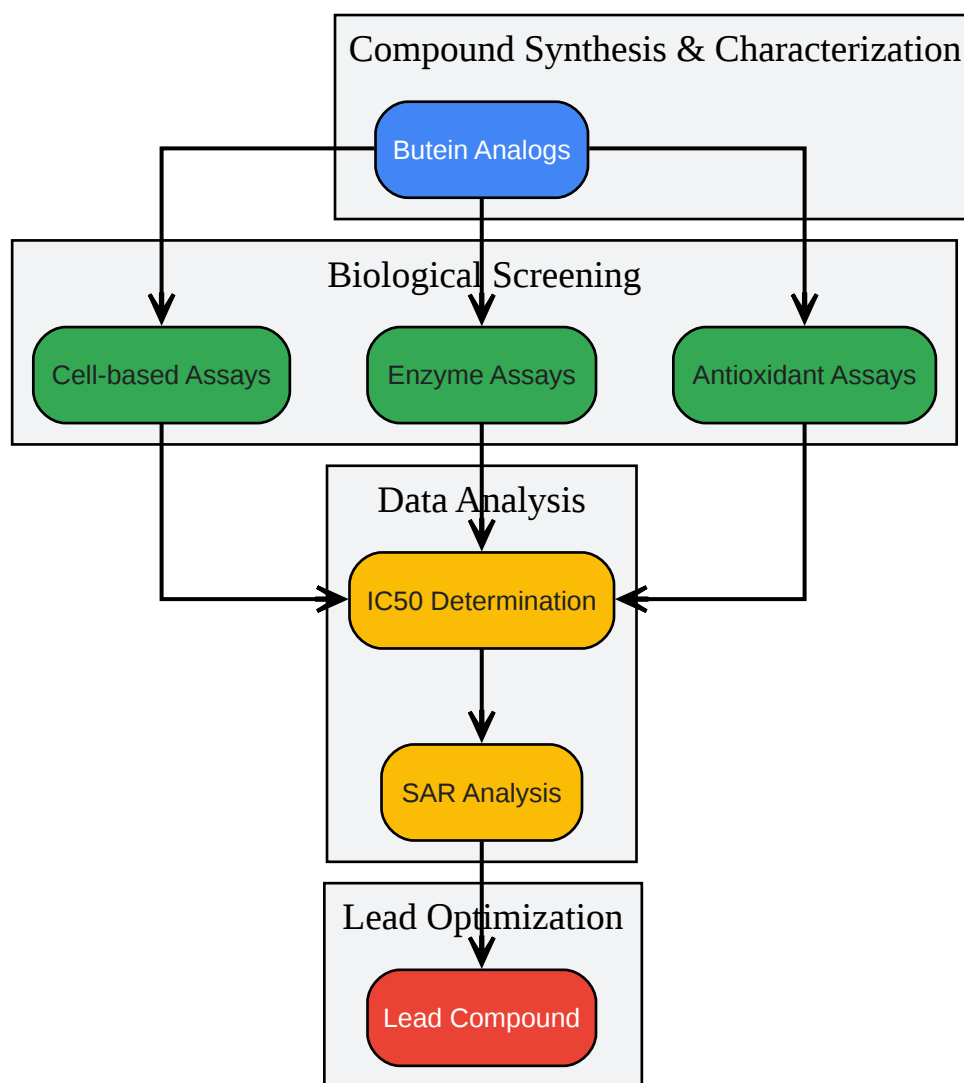 Compound Synthesis & Characterization
Butein Analogs
Biological Screening
Cell-based Assays
Enzyme Assays
Antioxidant Assays
Data Analysis
IC50 Determination
SAR Analysis
Lead Optimization
Lead Compound